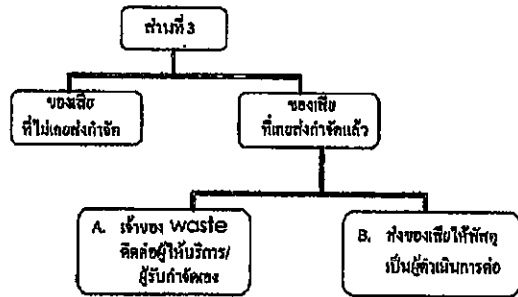 ส่วนที่ 3
ของเสีย
ที่ไม่เคยส่งกำจัด
ของเสีย
ที่เคยส่งกำจัดแล้ว
A. เจ้าของ waste
ติดต่อผู้ให้บริการ/
ผู้รับกำจัดเอง
B. ส่งของเสียให้พัสดุ
เป็นผู้ดำเนินการต่อ